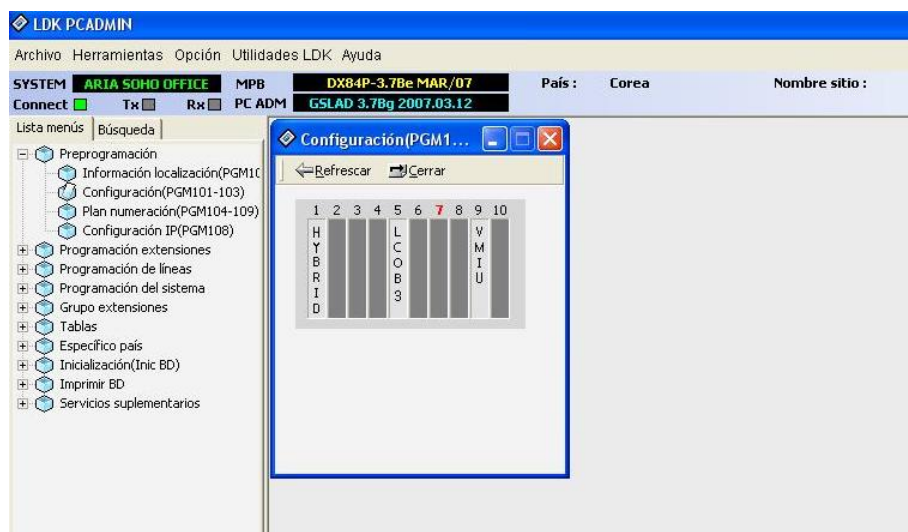 LDK PCADMIN
Archivo Herramientas Opción Utilidades LDK Ayuda
SYSTEM ARIA SOHO OFFICE MPB DX84P-3.7Be MAR/07 País : Corea Nombre sitio :
Connect Tx Rx PC ADM GSLAD 3.7Bg 2007.03.12
Lista menús Búsqueda
Preprogramación
Información localización(PGM10
Configuración(PGM101-103)
Plan numeración(PGM104-109)
Configuración IP(PGM108)
Programación extensiones
Programación de líneas
Programación del sistema
Grupo extensiones
Tablas
Específico país
Inicialización(Inic BD)
Imprimir BD
Servicios suplementarios
Configuración(PGM1...
Refrescar Cerrar
1 2 3 4 5 6 7 8 9 10
HYBRID
LCOB3
VMIU